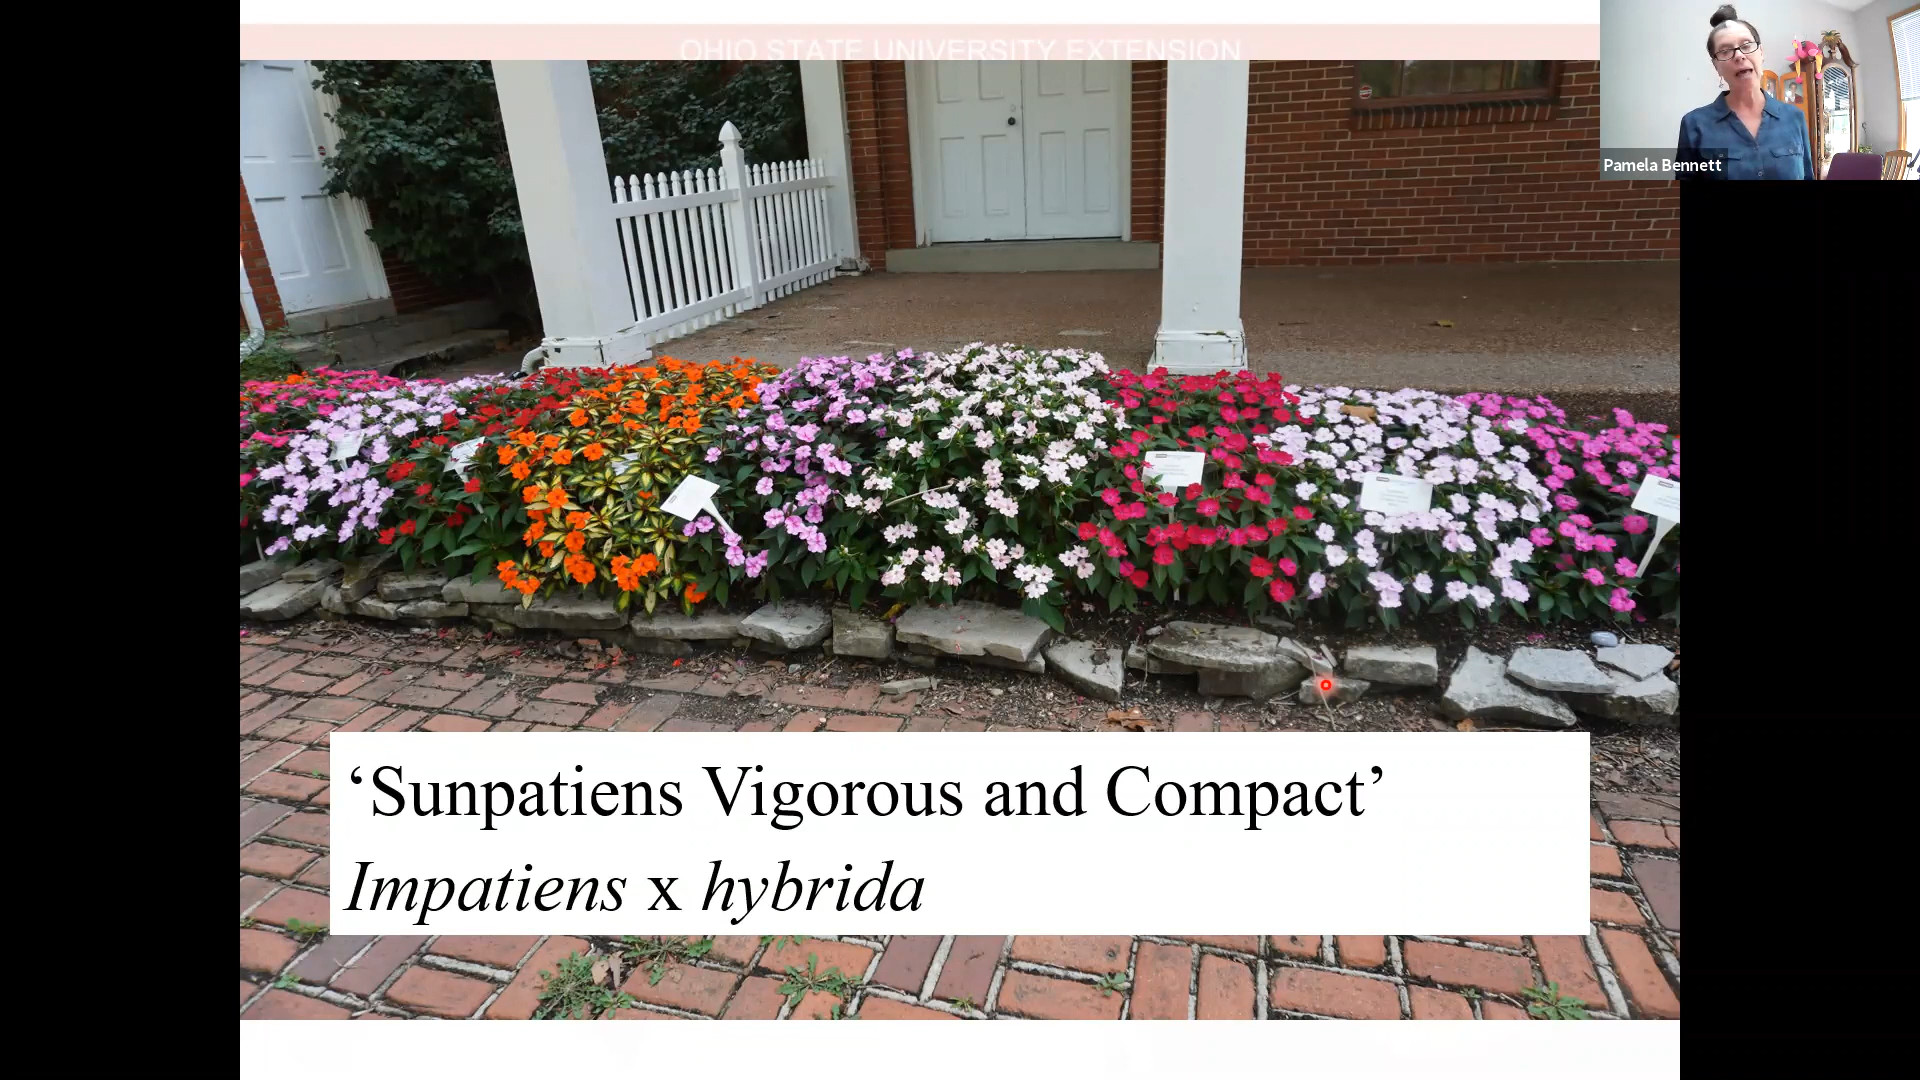 OHIO STATE UNIVERSITY EXTENSION
Pamela Bennett
‘Sunpatiens Vigorous and Compact’
Impatiens x hybrida